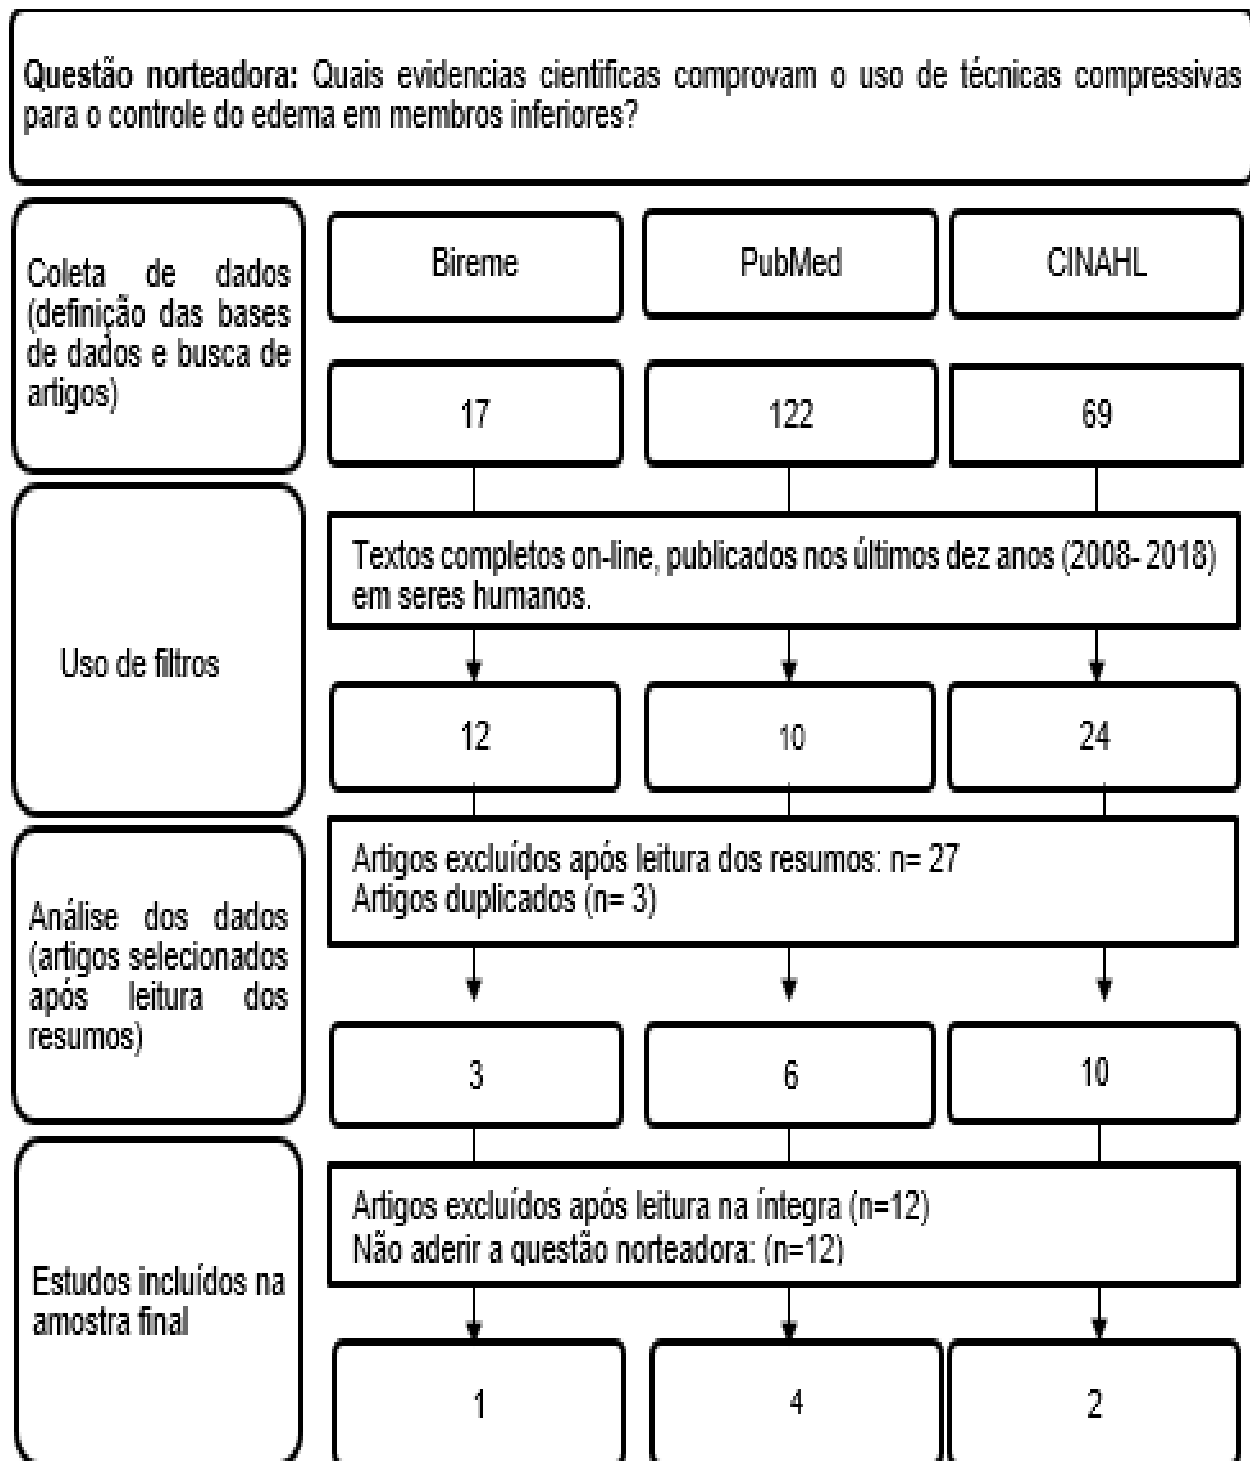 Questão norteadora: Quais evidencias cientificas comprovam o uso de técnicas compressivas
para o controle do edema em membros inferiores?
Coleta de dados
(definição das bases
de dados e busca de
artigos)
Bireme
PubMed
CINAHL
17
122
69
Uso de filtros
Textos completos on-line, publicados nos últimos dez anos (2008- 2018)
em seres humanos.
12
10
24
Análise dos dados
(artigos selecionados
após leitura dos
resumos)
Artigos excluídos após leitura dos resumos: n= 27
Artigos duplicados (n= 3)
3
6
10
Estudos incluídos na
amostra final
Artigos excluídos após leitura na íntegra (n=12)
Não aderir a questão norteadora: (n=12)
1
4
2